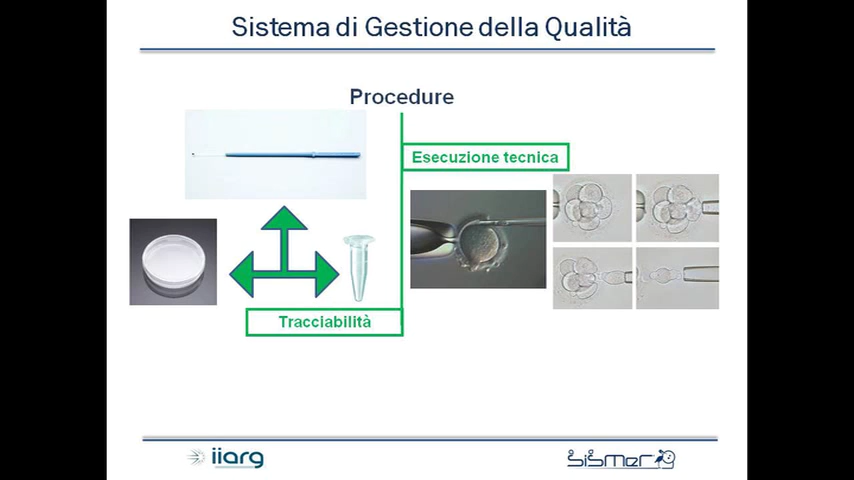 Sistema di Gestione della Qualità
Procedure
Esecuzione tecnica
Tracciabilità
iiarg
SISMeR